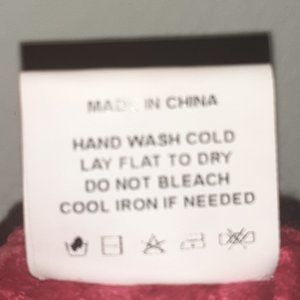 MADE IN CHINA
HAND WASH COLD
LAY FLAT TO DRY
DO NOT BLEACH
COOL IRON IF NEEDED